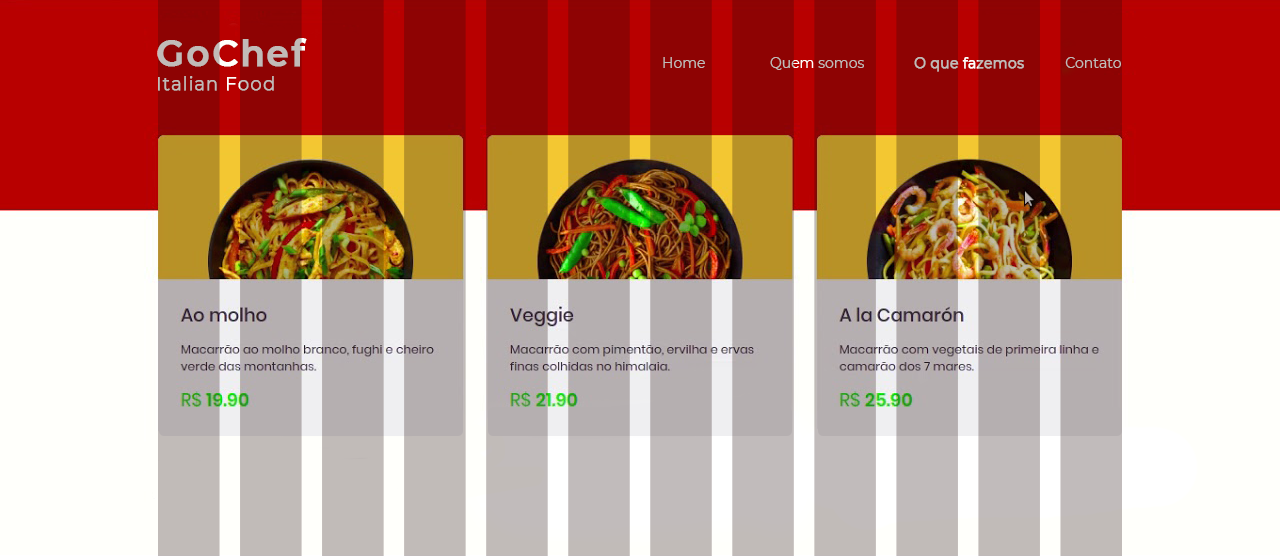 GoChef
Italian Food
Home
Quem somos
O que fazemos
Contato
Ao molho
Macarrão ao molho branco, fughi e cheiro
verde das montanhas.
R$ 19.90
Veggie
Macarrão com pimentão, ervilha e ervas
finas colhidas no himalaia.
R$ 21.90
A la Camarón
Macarrão com vegetais de primeira linha e
camarão dos 7 mares.
R$ 25.90